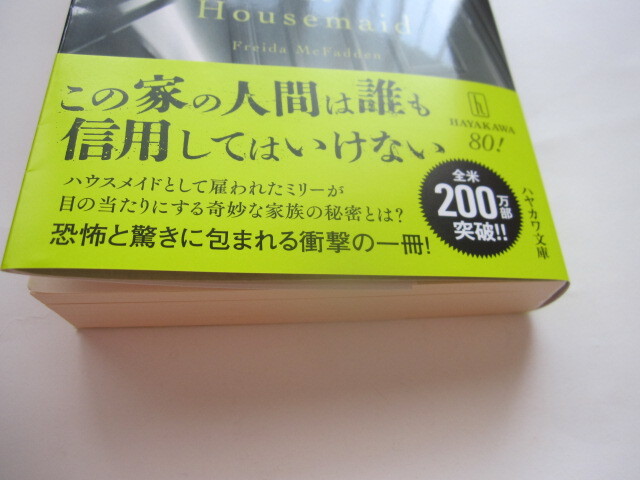 Housemaid
Freida McFadden
この家の人間は誰も
信用してはいけない
ハウスメイドとして雇われたミリーが
目の当たりにする奇妙な家族の秘密とは?
恐怖と驚きに包まれる衝撃の一冊!
h
HAYAKAWA
80!
全米
200万部
突破!!
ハヤカワ文庫